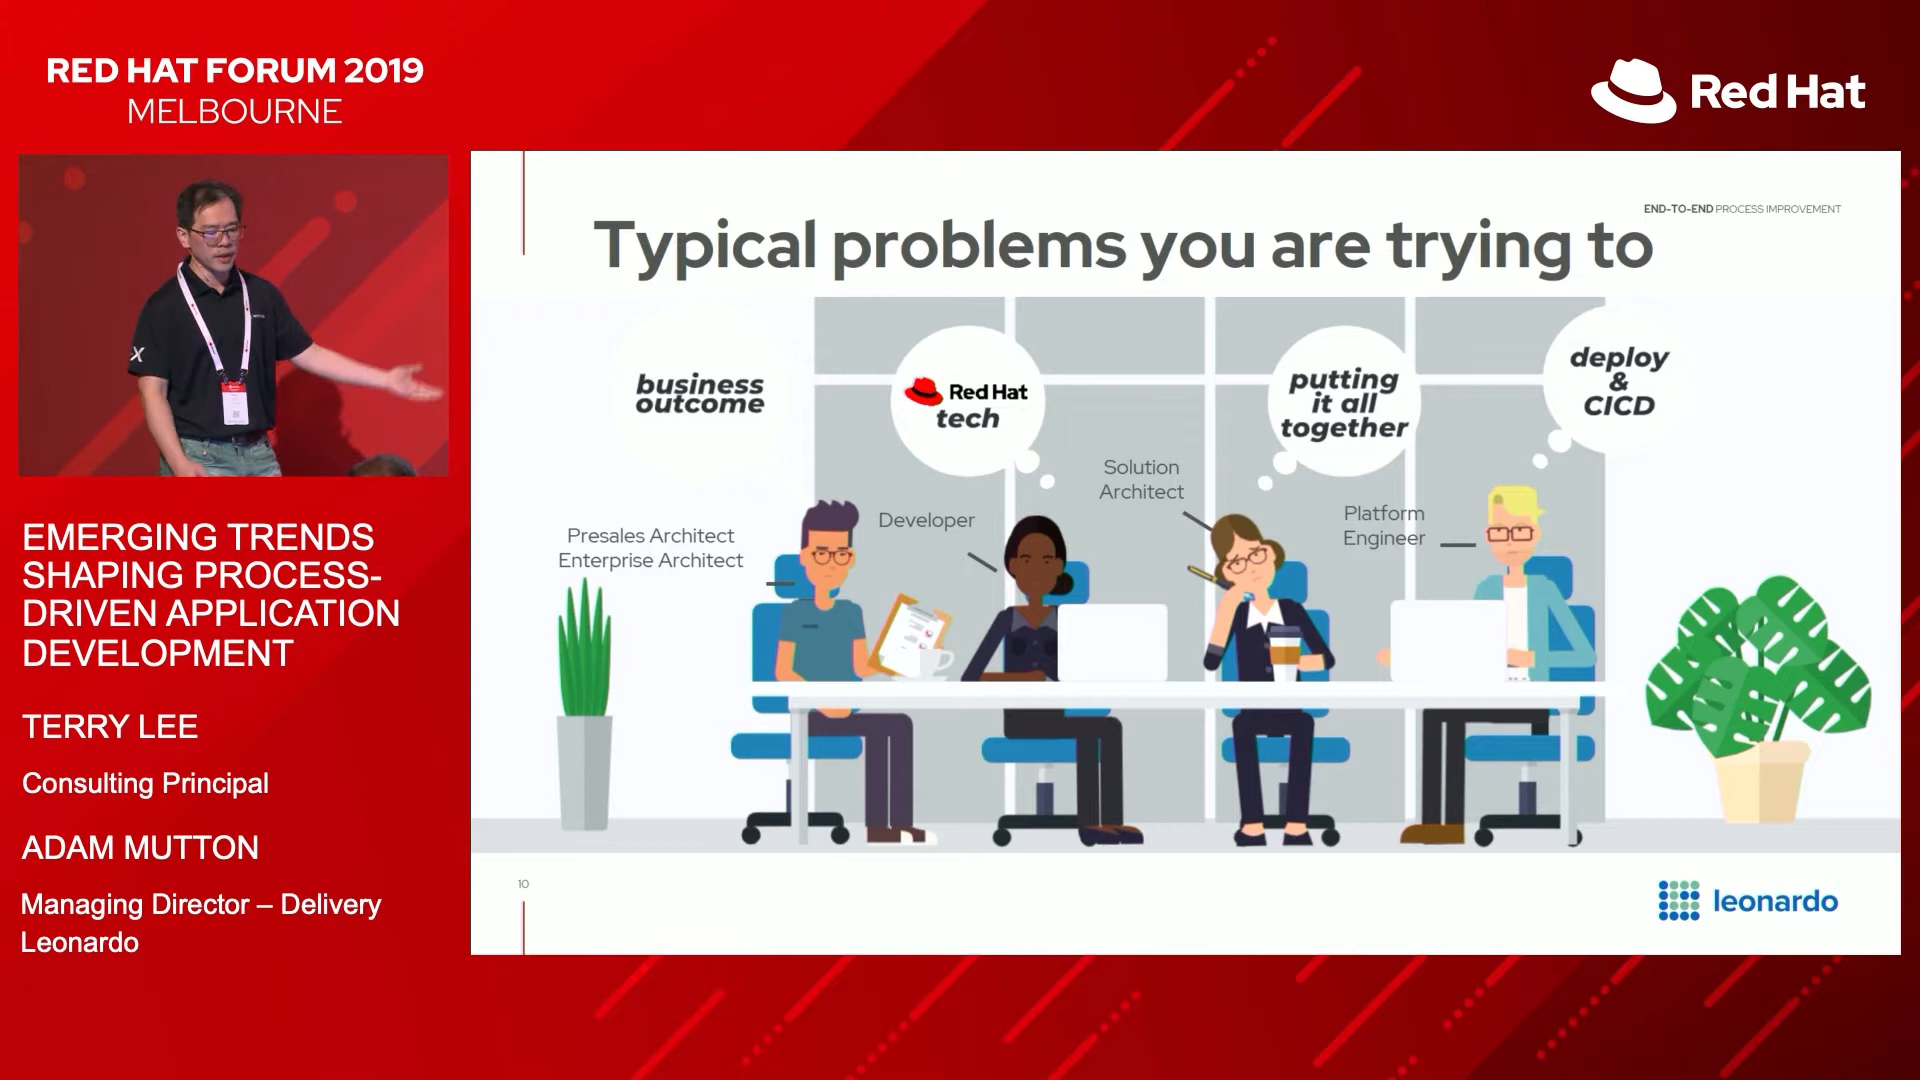 RED HAT FORUM 2019
MELBOURNE
Red Hat
X
EMERGING TRENDS
SHAPING PROCESS-
DRIVEN APPLICATION
DEVELOPMENT
TERRY LEE
Consulting Principal
ADAM MUTTON
Managing Director – Delivery
Leonardo
END-TO-END PROCESS IMPROVEMENT
Typical problems you are trying to
business
outcome
Red Hat
tech
putting
it all
together
deploy
&
CICD
Presales Architect
Enterprise Architect
Developer
Solution
Architect
Platform
Engineer
10
leonardo